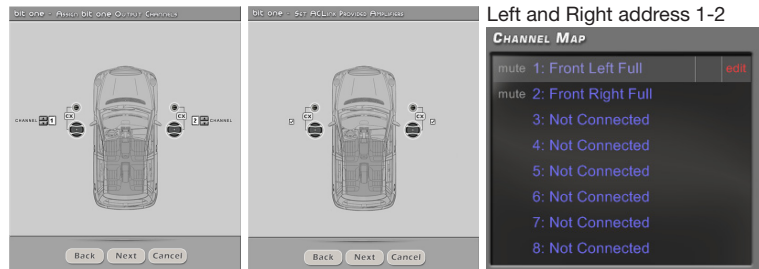 bit one - Assign bit one Output Channels
CHANNEL 1
CX
CX
2 CHANNEL
Back Next Cancel
bit one - Set ACLink Provided Amplifiers
CX
CX
Back Next Cancel
Left and Right address 1-2
Channel Map
mute 1: Front Left Full edit
mute 2: Front Right Full
3: Not Connected
4: Not Connected
5: Not Connected
6: Not Connected
7: Not Connected
8: Not Connected